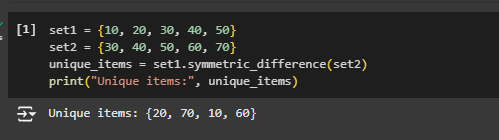 [1] set1 = {10, 20, 30, 40, 50}
set2 = {30, 40, 50, 60, 70}
unique_items = set1.symmetric_difference(set2)
print("Unique items:", unique_items)
Unique items: {20, 70, 10, 60}